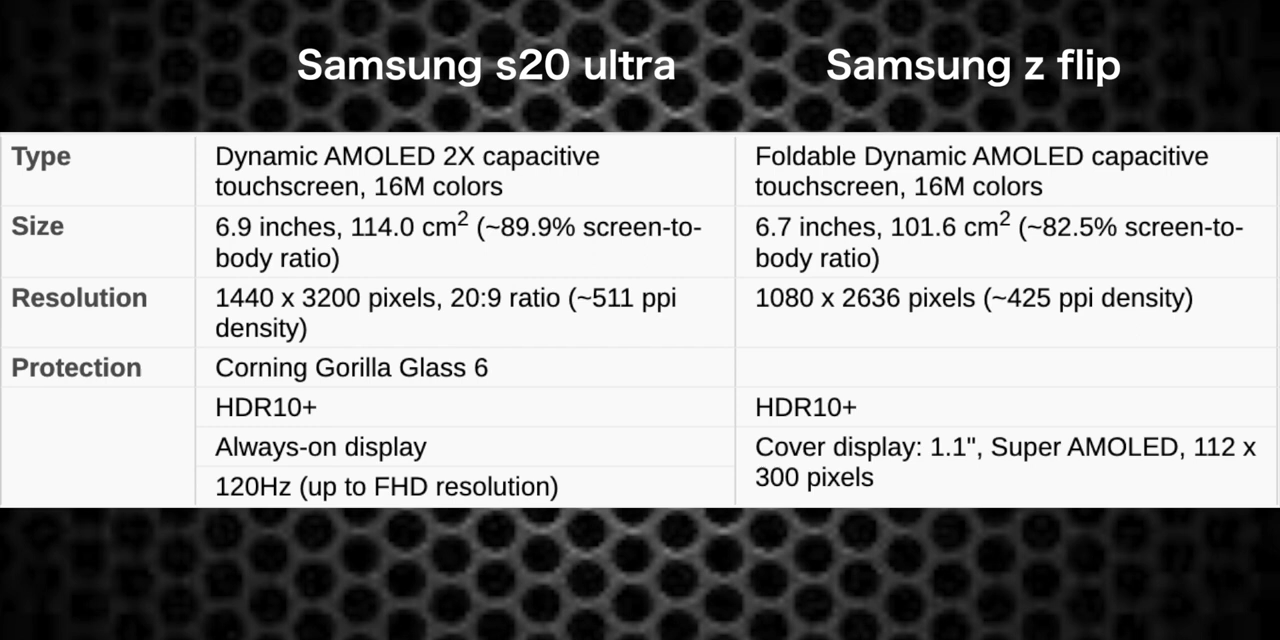 Samsung s20 ultra
Samsung z flip
Type
Dynamic AMOLED 2X capacitive
touchscreen, 16M colors
Foldable Dynamic AMOLED capacitive
touchscreen, 16M colors
Size
6.9 inches, 114.0 cm² (~89.9% screen-to-
body ratio)
6.7 inches, 101.6 cm² (~82.5% screen-to-
body ratio)
Resolution
1440 x 3200 pixels, 20:9 ratio (~511 ppi
density)
1080 x 2636 pixels (~425 ppi density)
Protection
Corning Gorilla Glass 6
HDR10+
HDR10+
Always-on display
Cover display: 1.1", Super AMOLED, 112 x
300 pixels
120Hz (up to FHD resolution)